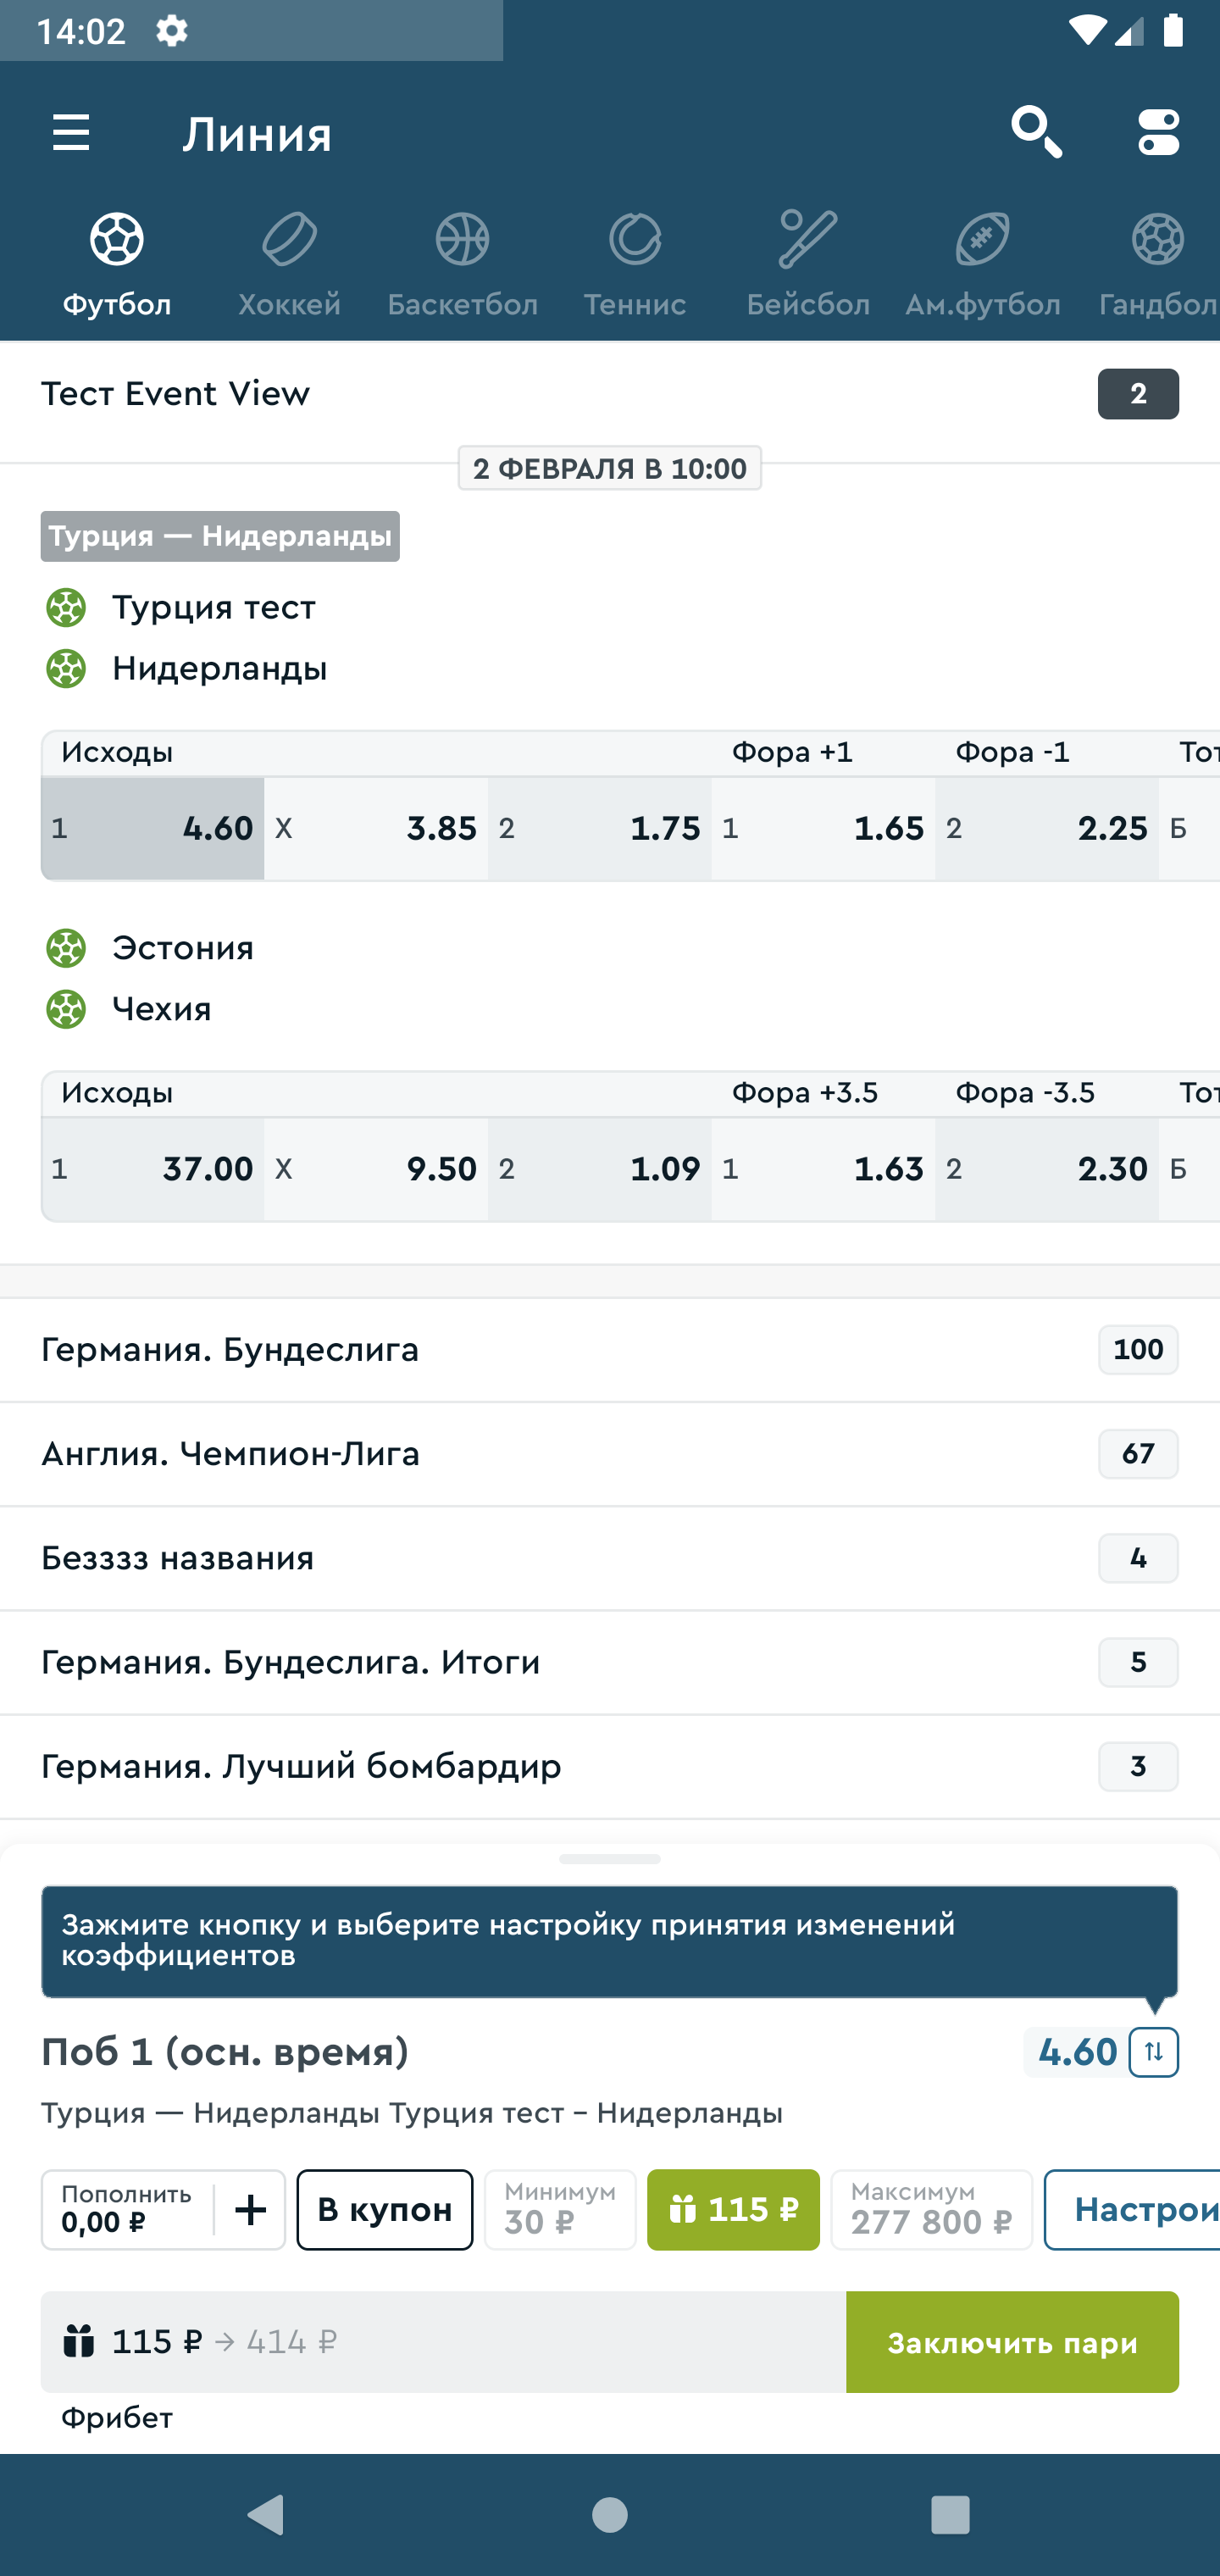 14:02
Линия
Футбол Хоккей Баскетбол Теннис Бейсбол Ам.футбол Гандбол
Тест Event View 2
2 ФЕВРАЛЯ В 10:00
Турция — Нидерланды
Турция тест
Нидерланды
Исходы Фора +1 Фора -1 Тот
1 4.60 X 3.85 2 1.75 1 1.65 2 2.25 Б
Эстония
Чехия
Исходы Фора +3.5 Фора -3.5 Тот
1 37.00 X 9.50 2 1.09 1 1.63 2 2.30 Б
Германия. Бундеслига 100
Англия. Чемпион-Лига 67
Безззз названия 4
Германия. Бундеслига. Итоги 5
Германия. Лучший бомбардир 3
Зажмите кнопку и выберите настройку принятия изменений
коэффициентов
Поб 1 (осн. время) 4.60
Турция — Нидерланды Турция тест – Нидерланды
Пополнить
0,00 ₽
В купон
Минимум
30 ₽
115 ₽
Максимум
277 800 ₽
Настрои
115 ₽ → 414 ₽
Заключить пари
Фрибет